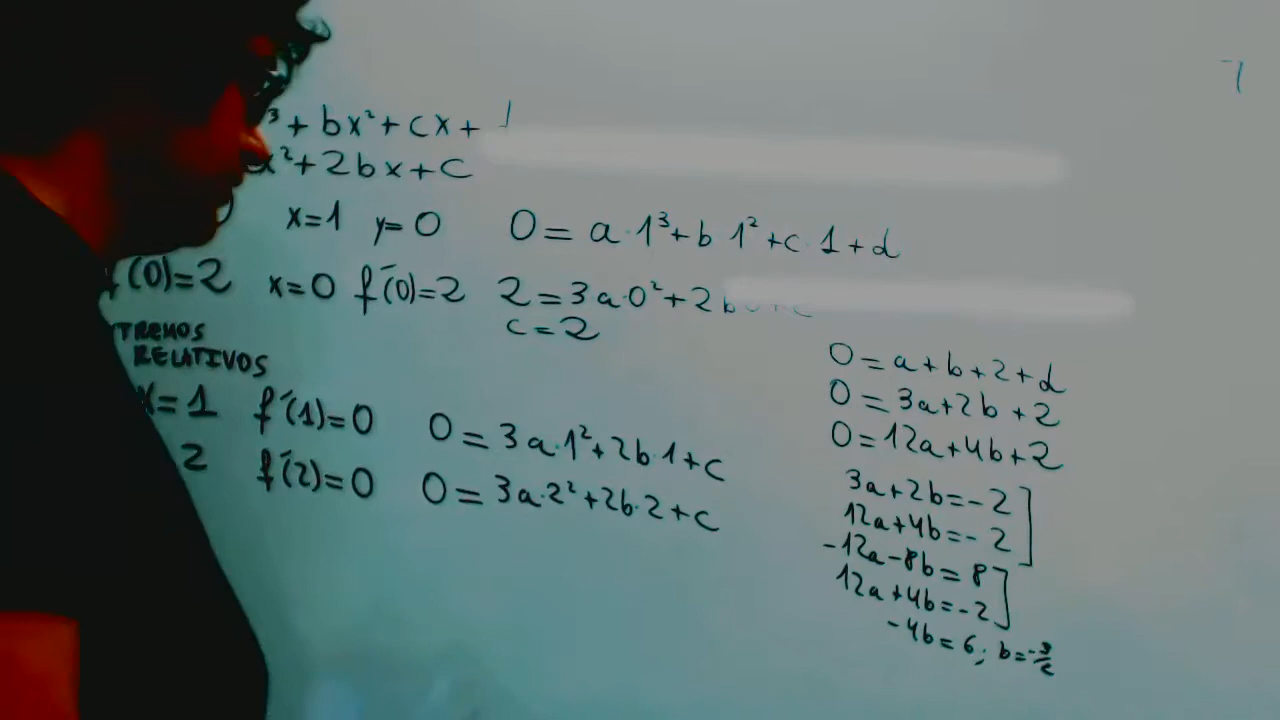 ³ + bx² + cx +
x² + 2bx + c
x=1 y=0 0 = a·1³ + b 1² + c·1 + d
f´(0)=2 x=0 f´(0)=2 2 = 3a·0² + 2b
c = 2
TREMOS
RELATIVOS
x=1 f´(1)=0 0 = 3a·1² + 2b·1 + c
2 f´(2)=0 0 = 3a·2² + 2b·2 + c
0 = a + b + 2 + d
0 = 3a + 2b + 2
0 = 12a + 4b + 2
3a + 2b = -2
12a + 4b = -2
-12a - 8b = 8
12a + 4b = -2
-4b = 6; b = -3/2